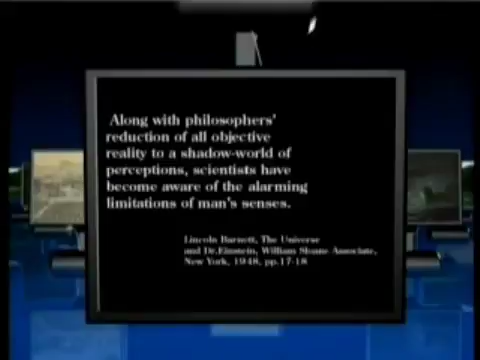 Along with philosophers'
reduction of all objective
reality to a shadow-world of
perceptions, scientists have
become aware of the alarming
limitations of man's senses.
Lincoln Barnett, The Universe
and Dr.Einstein, William Sloane Associate,
New York, 1948, pp.17-18